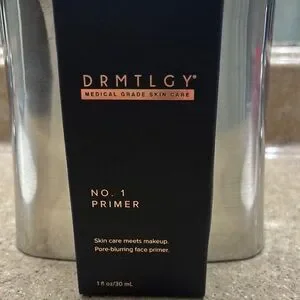 DRMTLGY®
MEDICAL GRADE SKIN CARE
NO. 1
PRIMER
Skin care meets makeup.
Pore-blurring face primer.
1 fl oz/30 mL